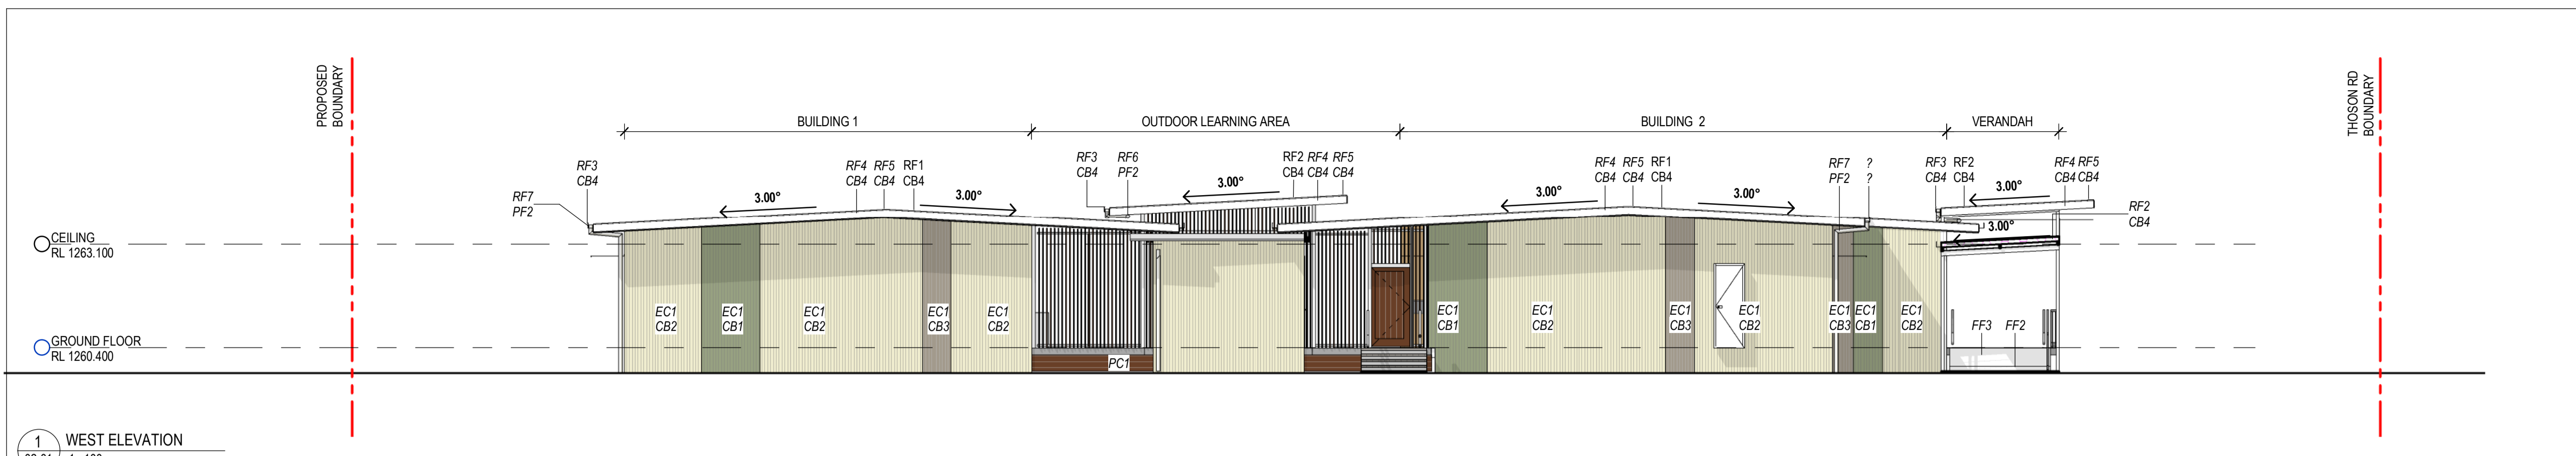 PROPOSED
BOUNDARY
THOSON RD
BOUNDARY
BUILDING 1
OUTDOOR LEARNING AREA
BUILDING 2
VERANDAH
RF3
CB4
RF7
PF2
RF4
CB4
RF5
CB4
RF1
CB4
3.00°
3.00°
RF3
CB4
RF6
PF2
RF2
CB4
RF4
CB4
RF5
CB4
3.00°
RF4
CB4
RF5
CB4
RF1
CB4
3.00°
3.00°
RF7
PF2
?
?
RF3
CB4
RF2
CB4
RF4
CB4
RF5
CB4
3.00°
RF2
CB4
3.00°
CEILING
RL 1263.100
GROUND FLOOR
RL 1260.400
EC1
CB2
EC1
CB1
EC1
CB2
EC1
CB3
EC1
CB2
PC1
EC1
CB1
EC1
CB2
EC1
CB3
EC1
CB2
EC1
CB3
EC1
CB1
EC1
CB2
FF3
FF2
1
WEST ELEVATION